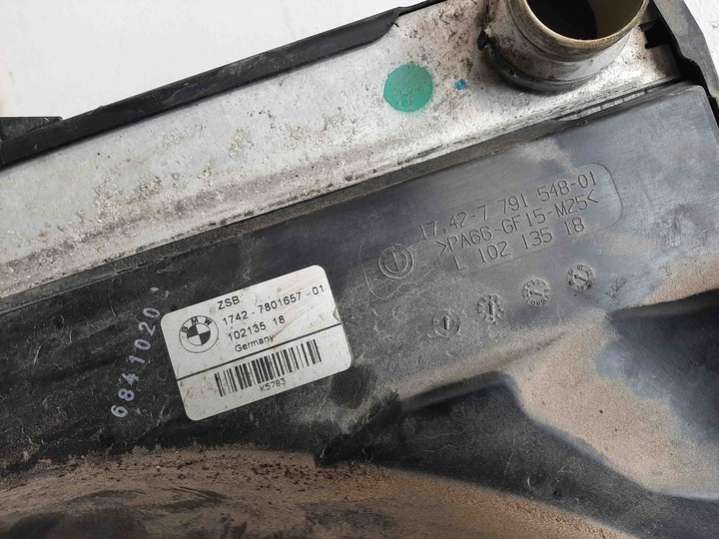 17.42-7 791 548-01
>PA66-GF15-M25<
L 102 135 18
ZSB
BMW
1742-7801657-01
102135 18
Germany
K5783
6841020